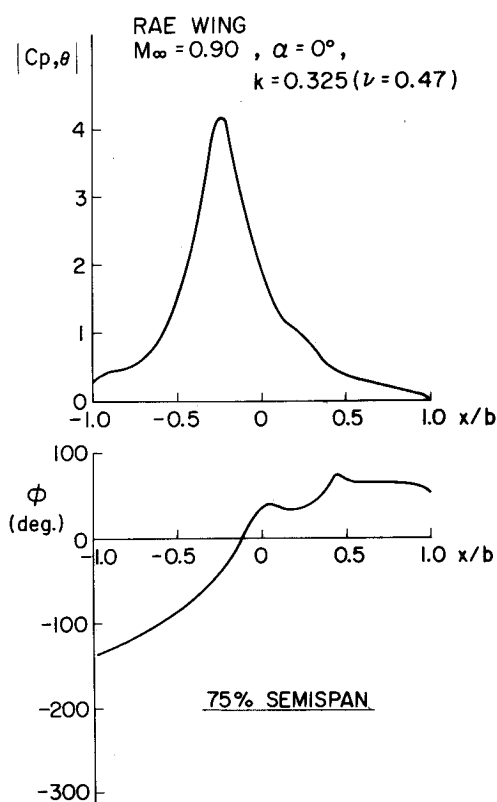 RAE WING
M∞ = 0.90 , α = 0°,
k = 0.325 (ν = 0.47)
|Cp,θ|
4
3
2
1
0
-1.0 -0.5 0 0.5 1.0 x/b
100
φ
(deg.)
0
-1.0 -0.5 0 0.5 1.0 x/b
-100
75% SEMISPAN
-200
-300